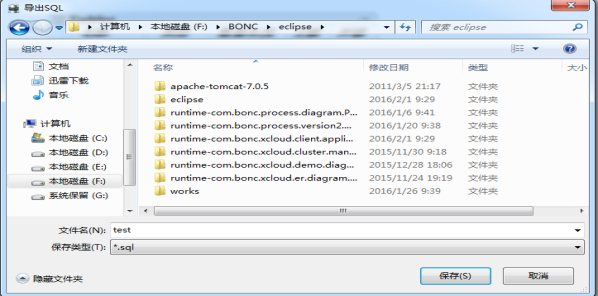 导出SQL
计算机 ▸ 本地磁盘 (F:) ▸ BONC ▸ eclipse ▸
搜索 eclipse
组织 新建文件夹
文档
迅雷下载
音乐
计算机
本地磁盘 (C:)
本地磁盘 (D:)
本地磁盘 (E:)
本地磁盘 (F:)
系统保留 (G:)
名称 修改日期 类型 大小
apache-tomcat-7.0.5 2011/3/5 21:17 文件夹
eclipse 2016/2/1 9:29 文件夹
runtime-com.bonc.process.diagram.P... 2016/1/6 9:41 文件夹
runtime-com.bonc.process.version2.... 2016/1/20 9:38 文件夹
runtime-com.bonc.xcloud.client.applic... 2016/2/1 9:29 文件夹
runtime-com.bonc.xcloud.cluster.man... 2015/11/30 9:18 文件夹
runtime-com.bonc.xcloud.demo.diag... 2015/12/28 18:06 文件夹
runtime-com.bonc.xcloud.er.diagram.... 2015/11/24 19:19 文件夹
works 2016/1/26 9:39 文件夹
文件名(N): test
保存类型(T): *.sql
隐藏文件夹
保存(S) 取消